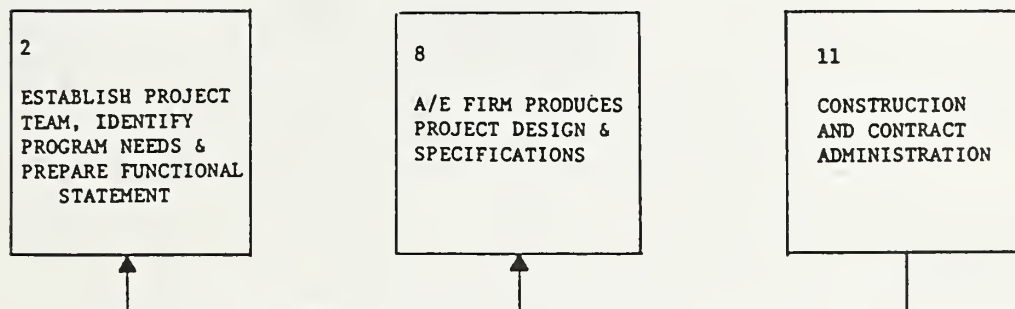 2
ESTABLISH PROJECT
TEAM, IDENTIFY
PROGRAM NEEDS &
PREPARE FUNCTIONAL
STATEMENT
8
A/E FIRM PRODUCES
PROJECT DESIGN &
SPECIFICATIONS
11
CONSTRUCTION
AND CONTRACT
ADMINISTRATION